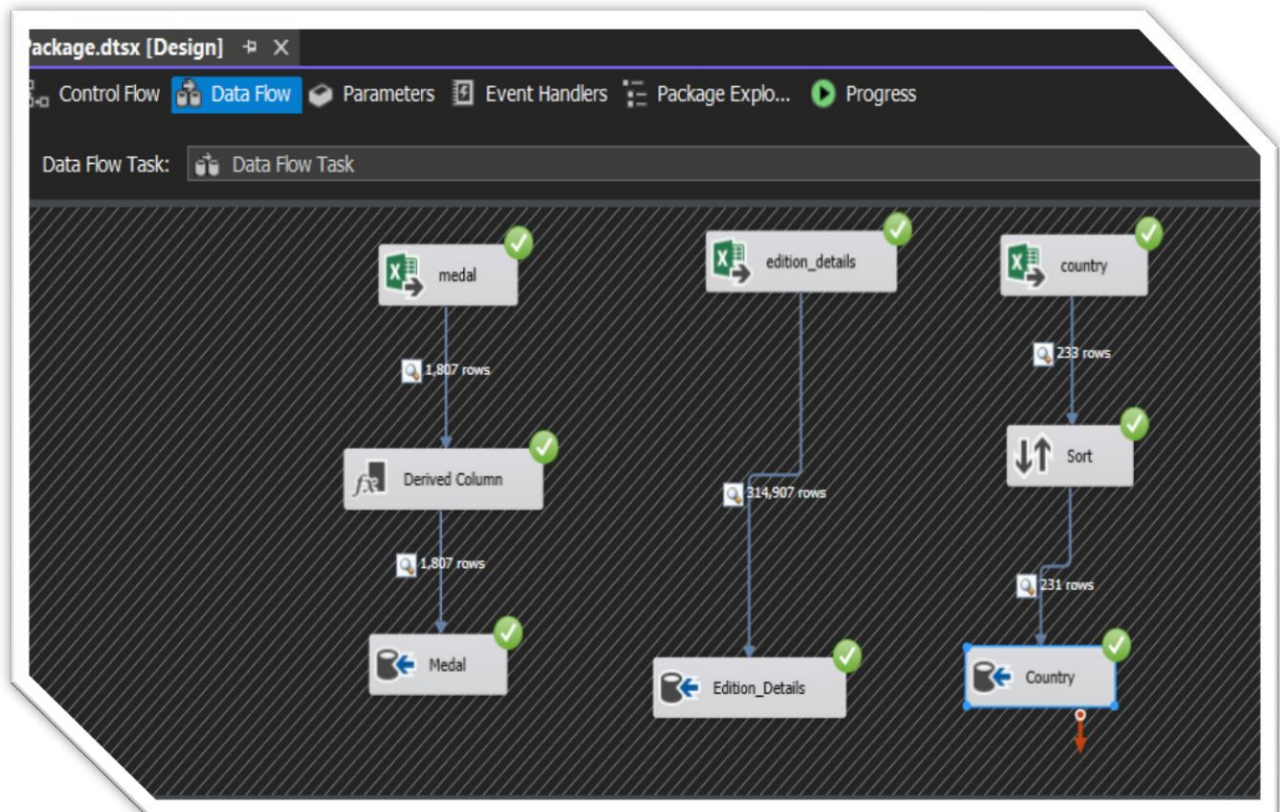 Package.dtsx [Design]
Control Flow Data Flow Parameters Event Handlers Package Explo... Progress
Data Flow Task: Data Flow Task
medal
edition_details
country
1,807 rows
233 rows
Derived Column
Sort
314,907 rows
1,807 rows
231 rows
Medal
Edition_Details
Country